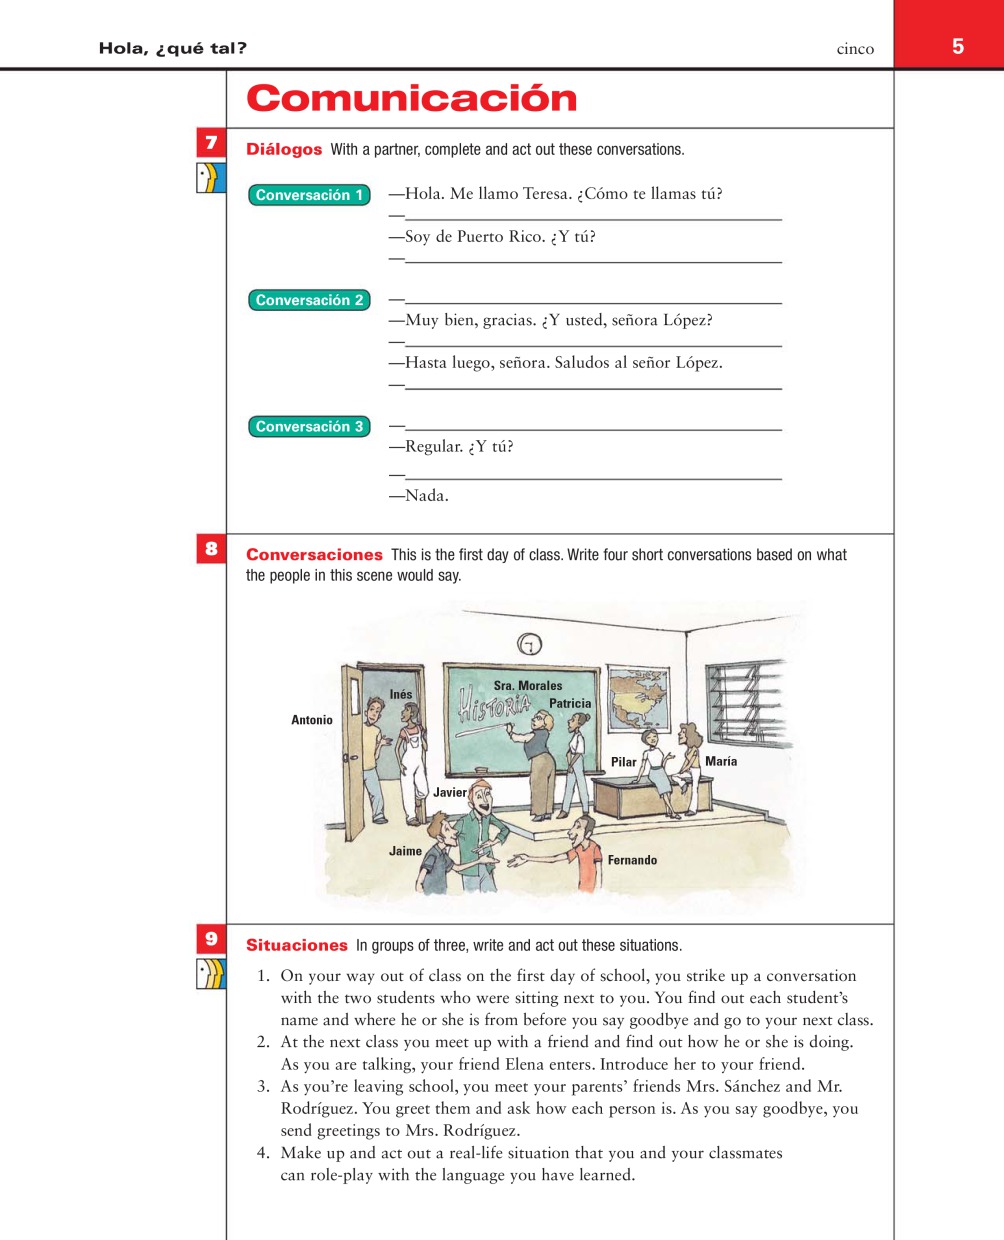 Hola, ¿qué tal?
cinco
5
Comunicación
7
Diálogos With a partner, complete and act out these conversations.
Conversación 1
—Hola. Me llamo Teresa. ¿Cómo te llamas tú?
—
—Soy de Puerto Rico. ¿Y tú?
—
Conversación 2
—
—Muy bien, gracias. ¿Y usted, señora López?
—
—Hasta luego, señora. Saludos al señor López.
—
Conversación 3
—
—Regular. ¿Y tú?
—
—Nada.
8
Conversaciones This is the first day of class. Write four short conversations based on what
the people in this scene would say.
Sra. Morales
Inés
Historia
Patricia
Antonio
Pilar
María
Javier
Jaime
Fernando
9
Situaciones In groups of three, write and act out these situations.
1. On your way out of class on the first day of school, you strike up a conversation
with the two students who were sitting next to you. You find out each student’s
name and where he or she is from before you say goodbye and go to your next class.
2. At the next class you meet up with a friend and find out how he or she is doing.
As you are talking, your friend Elena enters. Introduce her to your friend.
3. As you’re leaving school, you meet your parents’ friends Mrs. Sánchez and Mr.
Rodríguez. You greet them and ask how each person is. As you say goodbye, you
send greetings to Mrs. Rodríguez.
4. Make up and act out a real-life situation that you and your classmates
can role-play with the language you have learned.